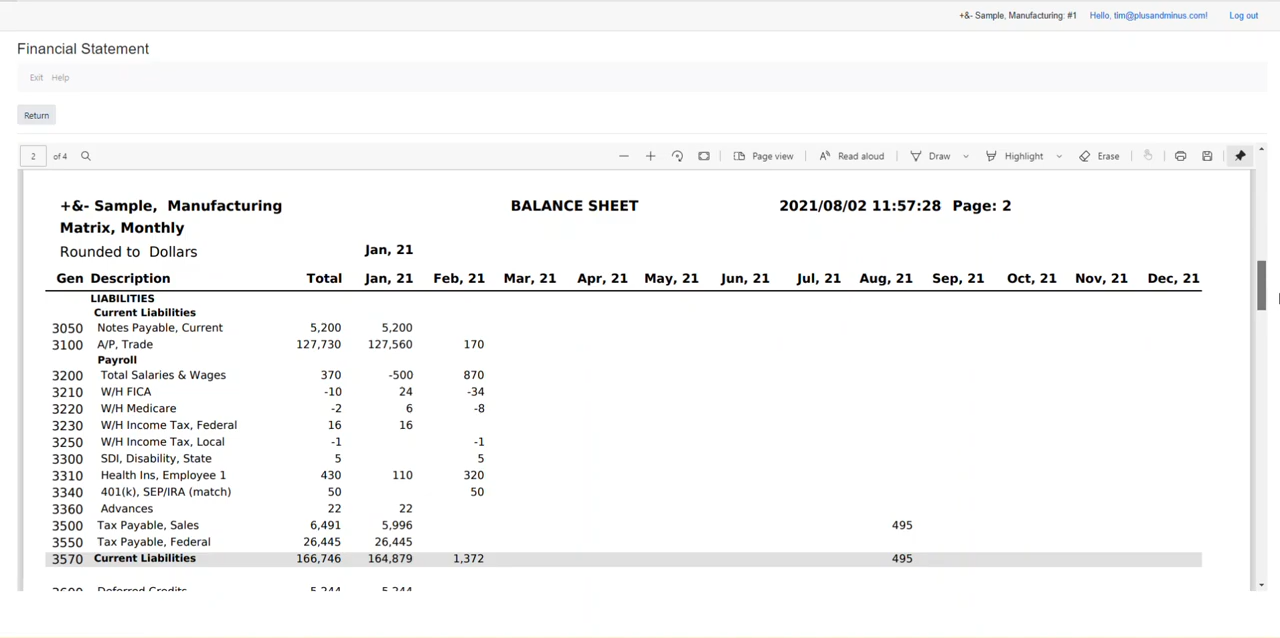 +&- Sample, Manufacturing: #1 Hello, tim@plusandminus.com! Log out
Financial Statement
Exit Help
Return
2 of 4 Page view Read aloud Draw Highlight Erase
+&- Sample, Manufacturing BALANCE SHEET 2021/08/02 11:57:28 Page: 2
Matrix, Monthly
Rounded to Dollars Jan, 21
Gen Description Total Jan, 21 Feb, 21 Mar, 21 Apr, 21 May, 21 Jun, 21 Jul, 21 Aug, 21 Sep, 21 Oct, 21 Nov, 21 Dec, 21
LIABILITIES
Current Liabilities
3050 Notes Payable, Current 5,200 5,200
3100 A/P, Trade 127,730 127,560 170
Payroll
3200 Total Salaries & Wages 370 -500 870
3210 W/H FICA -10 24 -34
3220 W/H Medicare -2 6 -8
3230 W/H Income Tax, Federal 16 16
3250 W/H Income Tax, Local -1 -1
3300 SDI, Disability, State 5 5
3310 Health Ins, Employee 1 430 110 320
3340 401(k), SEP/IRA (match) 50 50
3360 Advances 22 22
3500 Tax Payable, Sales 6,491 5,996 495
3550 Tax Payable, Federal 26,445 26,445
3570 Current Liabilities 166,746 164,879 1,372 495
3600 Deferred Credits 5,244 5,244